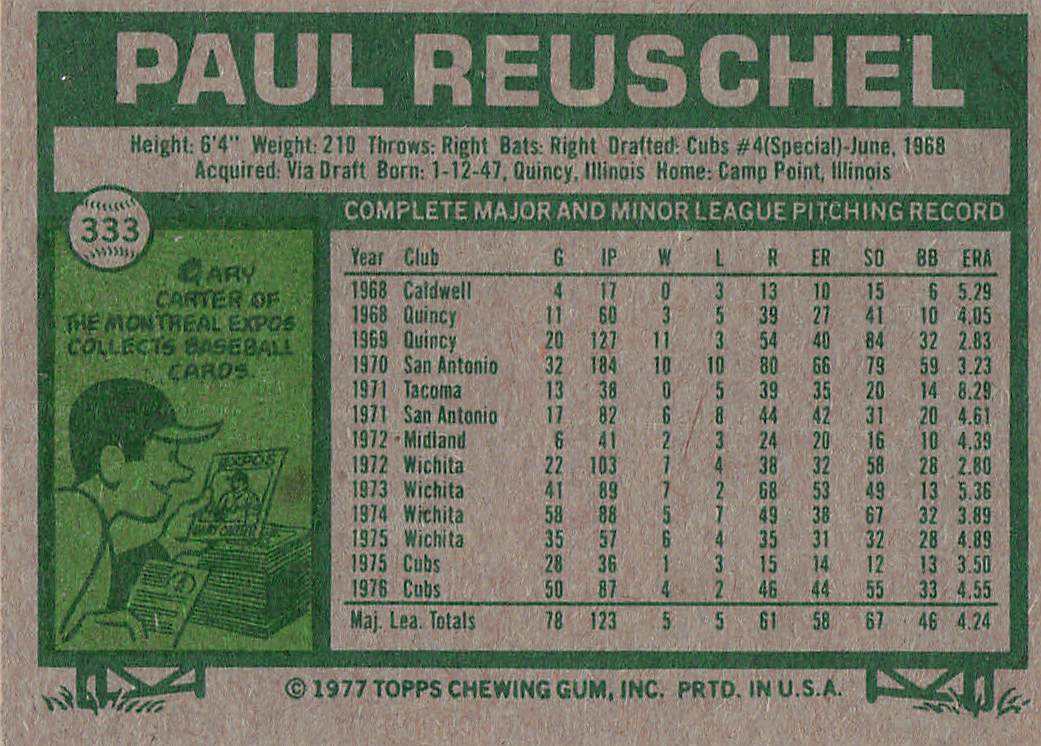 PAUL REUSCHEL
Height: 6'4" Weight: 210 Throws: Right Bats: Right Drafted: Cubs #4(Special)-June, 1968
Acquired: Via Draft Born: 1-12-47, Quincy, Illinois Home: Camp Point, Illinois
333
GARY
CARTER OF
THE MONTREAL EXPOS
COLLECTS BASEBALL
CARDS.
EXPOS
GARY CARTER
COMPLETE MAJOR AND MINOR LEAGUE PITCHING RECORD
Year Club G IP W L R ER SO BB ERA
1968 Caldwell 4 17 0 3 13 10 15 6 5.29
1968 Quincy 11 60 3 5 39 27 41 10 4.05
1969 Quincy 20 127 11 3 54 40 84 32 2.83
1970 San Antonio 32 184 10 10 80 66 79 59 3.23
1971 Tacoma 13 38 0 5 39 35 20 14 8.29
1971 San Antonio 17 82 6 8 44 42 31 20 4.61
1972 Midland 6 41 2 3 24 20 16 10 4.39
1972 Wichita 22 103 7 4 38 32 58 28 2.80
1973 Wichita 41 89 7 2 68 53 49 13 5.36
1974 Wichita 58 88 5 7 49 38 67 32 3.89
1975 Wichita 35 57 6 4 35 31 32 28 4.89
1975 Cubs 28 36 1 3 15 14 12 13 3.50
1976 Cubs 50 87 4 2 46 44 55 33 4.55
Maj. Lea. Totals 78 123 5 5 61 58 67 46 4.24
© 1977 TOPPS CHEWING GUM, INC. PRTD. IN U.S.A.